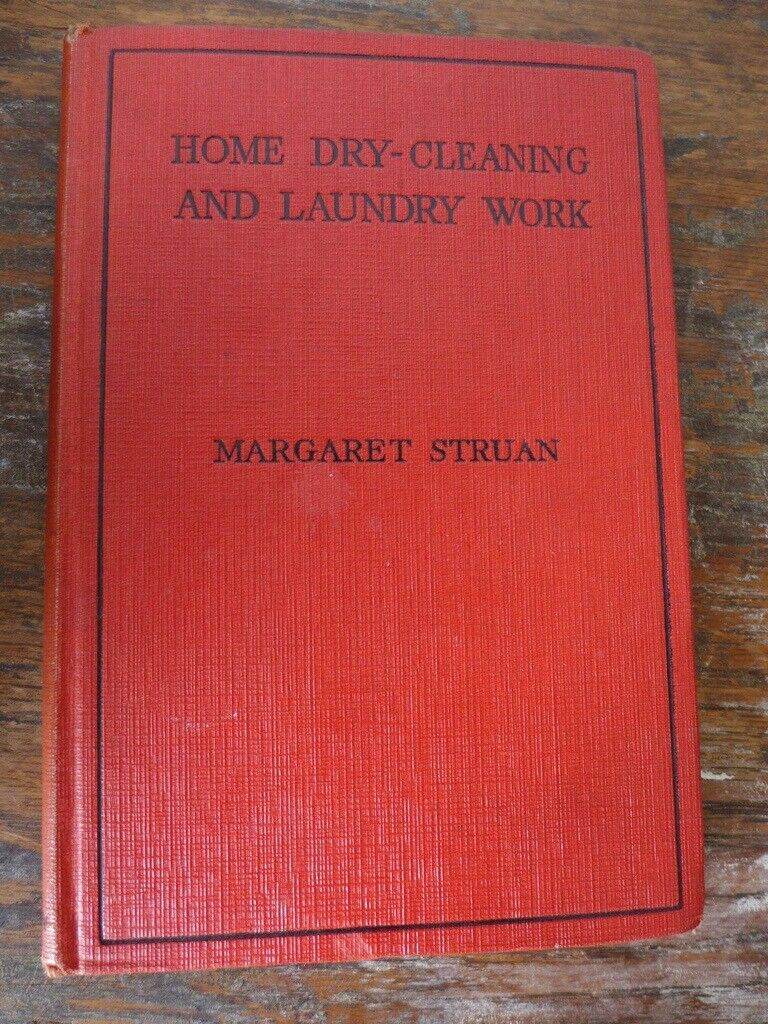 HOME DRY-CLEANING
AND LAUNDRY WORK
MARGARET STRUAN